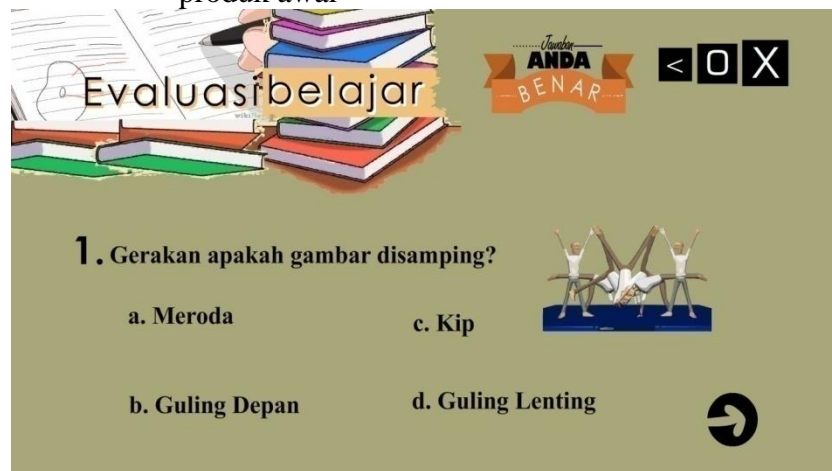 produk awal
Evaluasi belajar
Jawaban
ANDA
BENAR
< O X
1. Gerakan apakah gambar disamping?
a. Meroda
c. Kip
b. Guling Depan
d. Guling Lenting